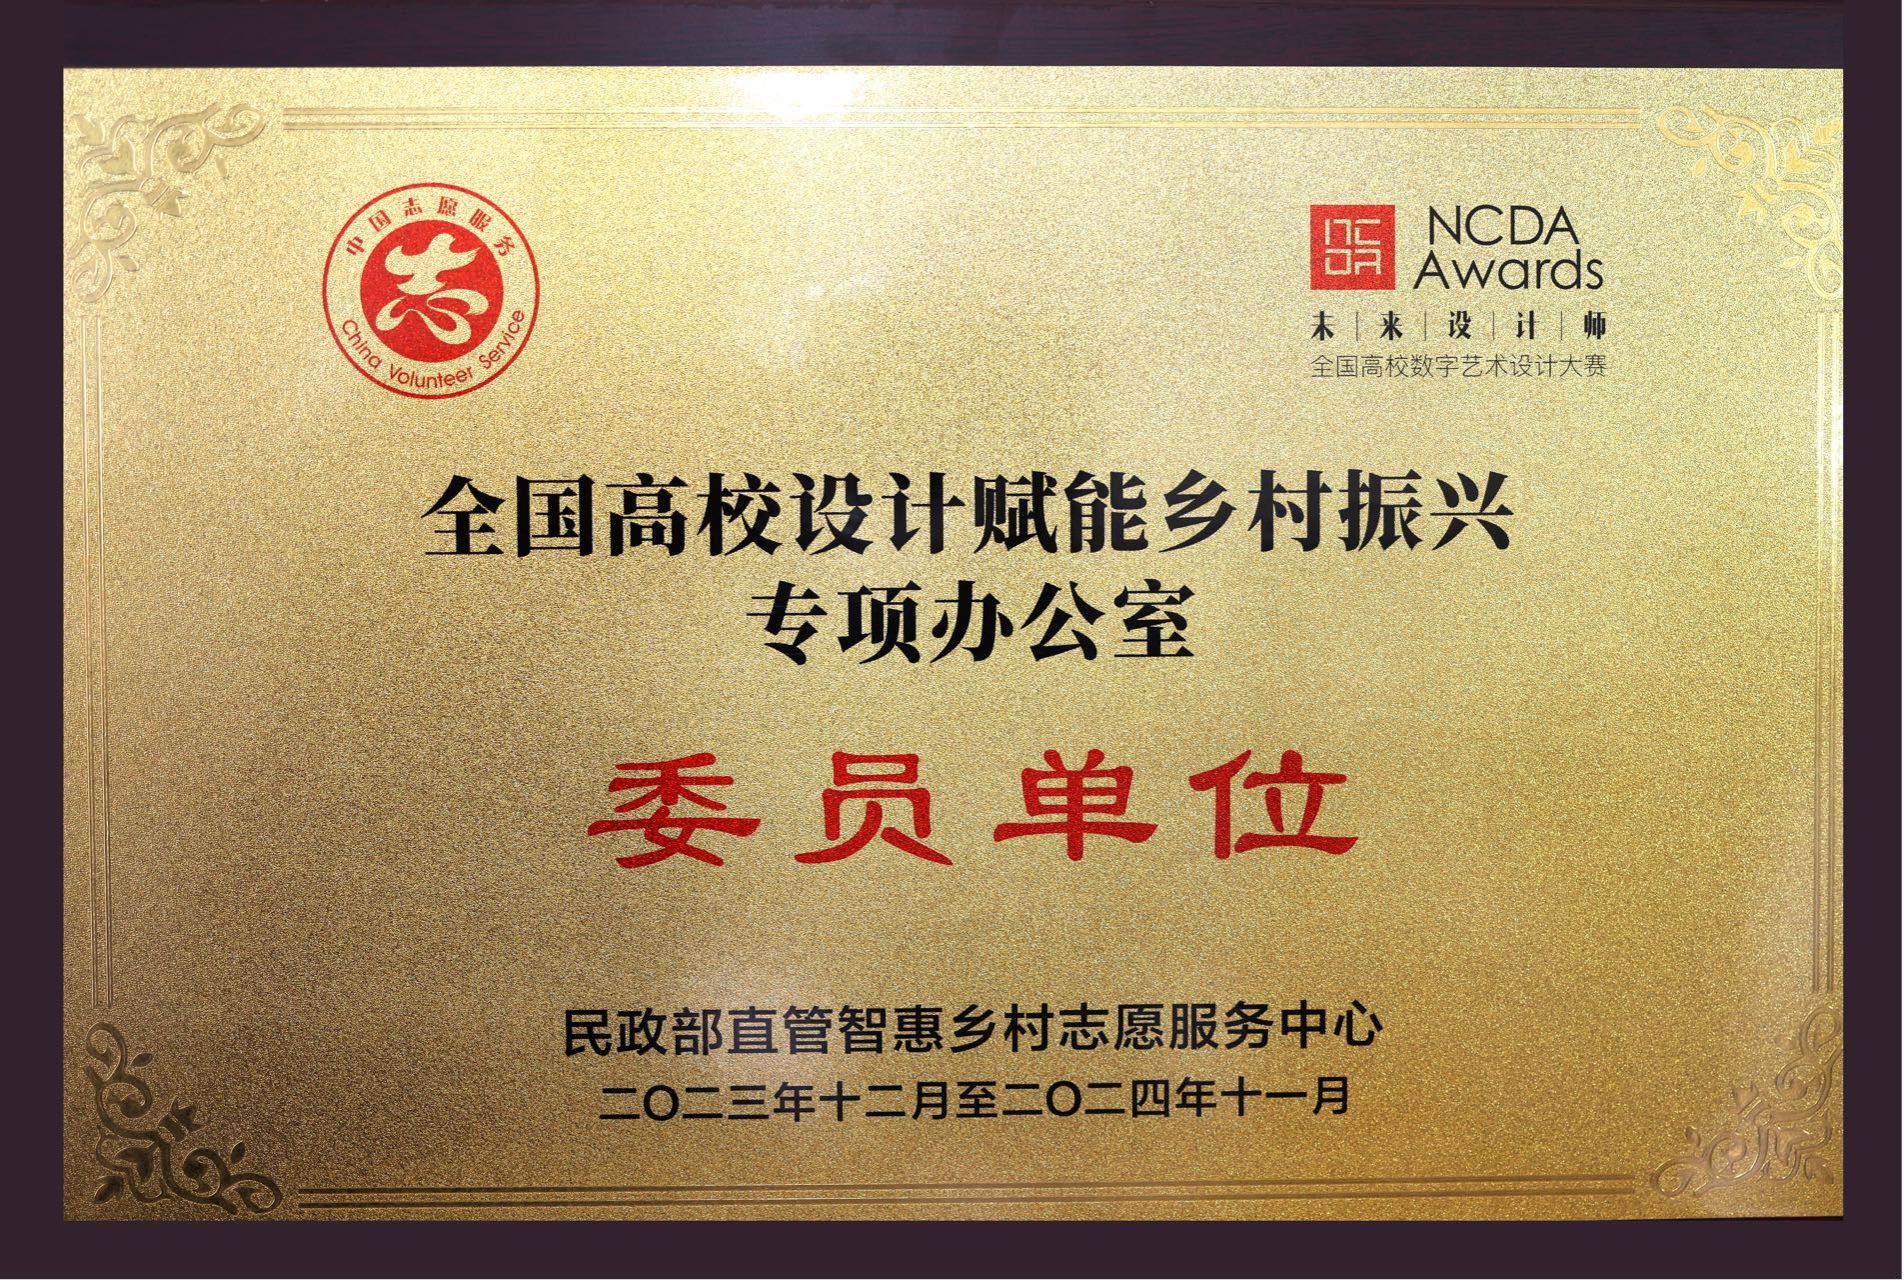 中国志愿服务
志
China Volunteer Service
NCDA
NCDA
Awards
未|来|设|计|师
全国高校数字艺术设计大赛
全国高校设计赋能乡村振兴
专项办公室
委员单位
民政部直管智惠乡村志愿服务中心
二〇二三年十二月至二〇二四年十一月